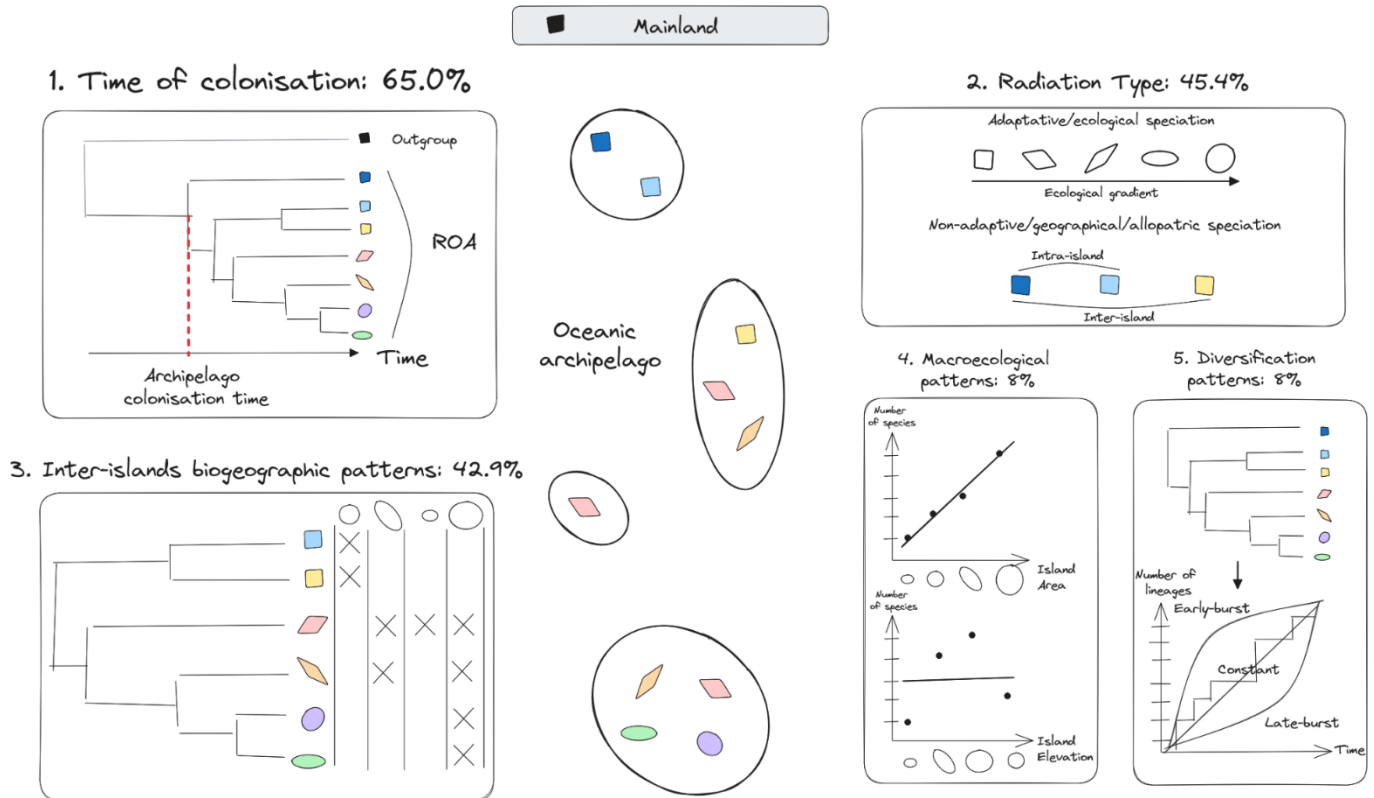 Mainland
1. Time of colonisation: 65.0%
Outgroup
ROA
Time
Archipelago
colonisation time
2. Radiation Type: 45.4%
Adaptative/ecological speciation
Ecological gradient
Non-adaptive/geographical/allopatric speciation
Intra-island
Inter-island
Oceanic
archipelago
3. Inter-islands biogeographic patterns: 42.9%
4. Macroecological
patterns: 8%
Number
of species
Island
Area
Number
of species
Island
Elevation
5. Diversification
patterns: 8%
Number of
lineages
Early-burst
Constant
Late-burst
Time